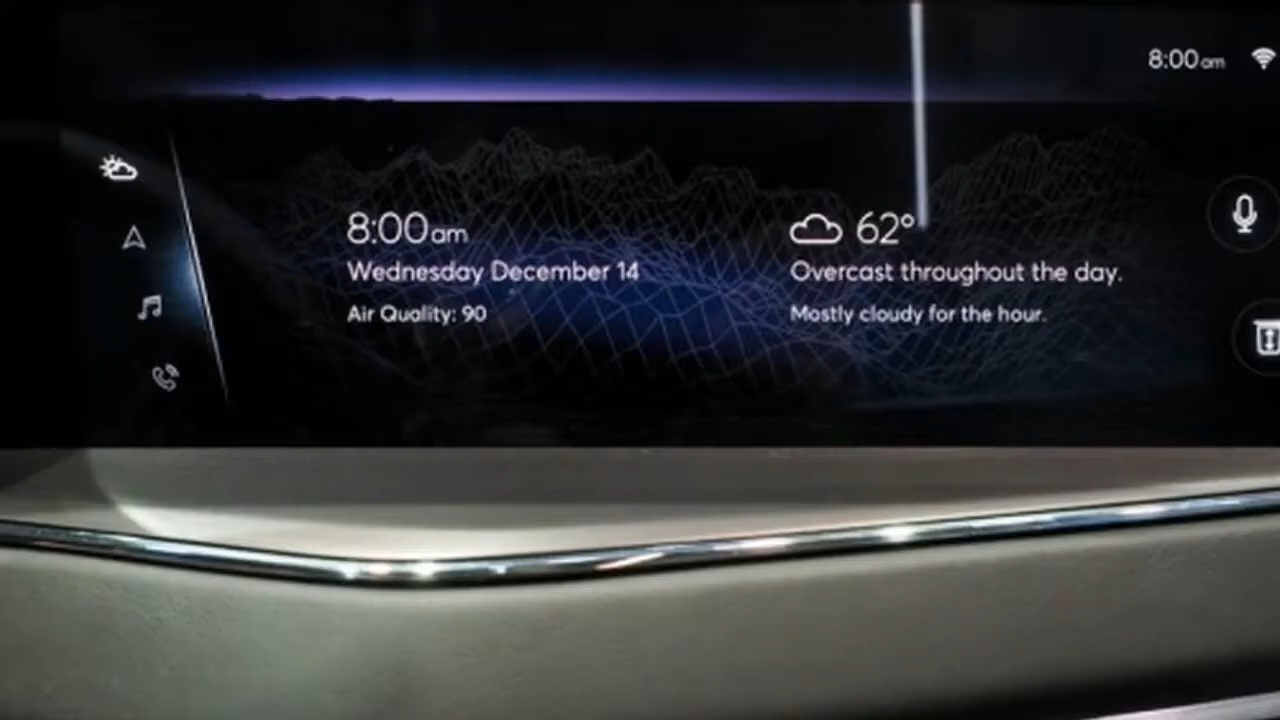 8:00am
8:00am
Wednesday December 14
Air Quality: 90
62°
Overcast throughout the day.
Mostly cloudy for the hour.